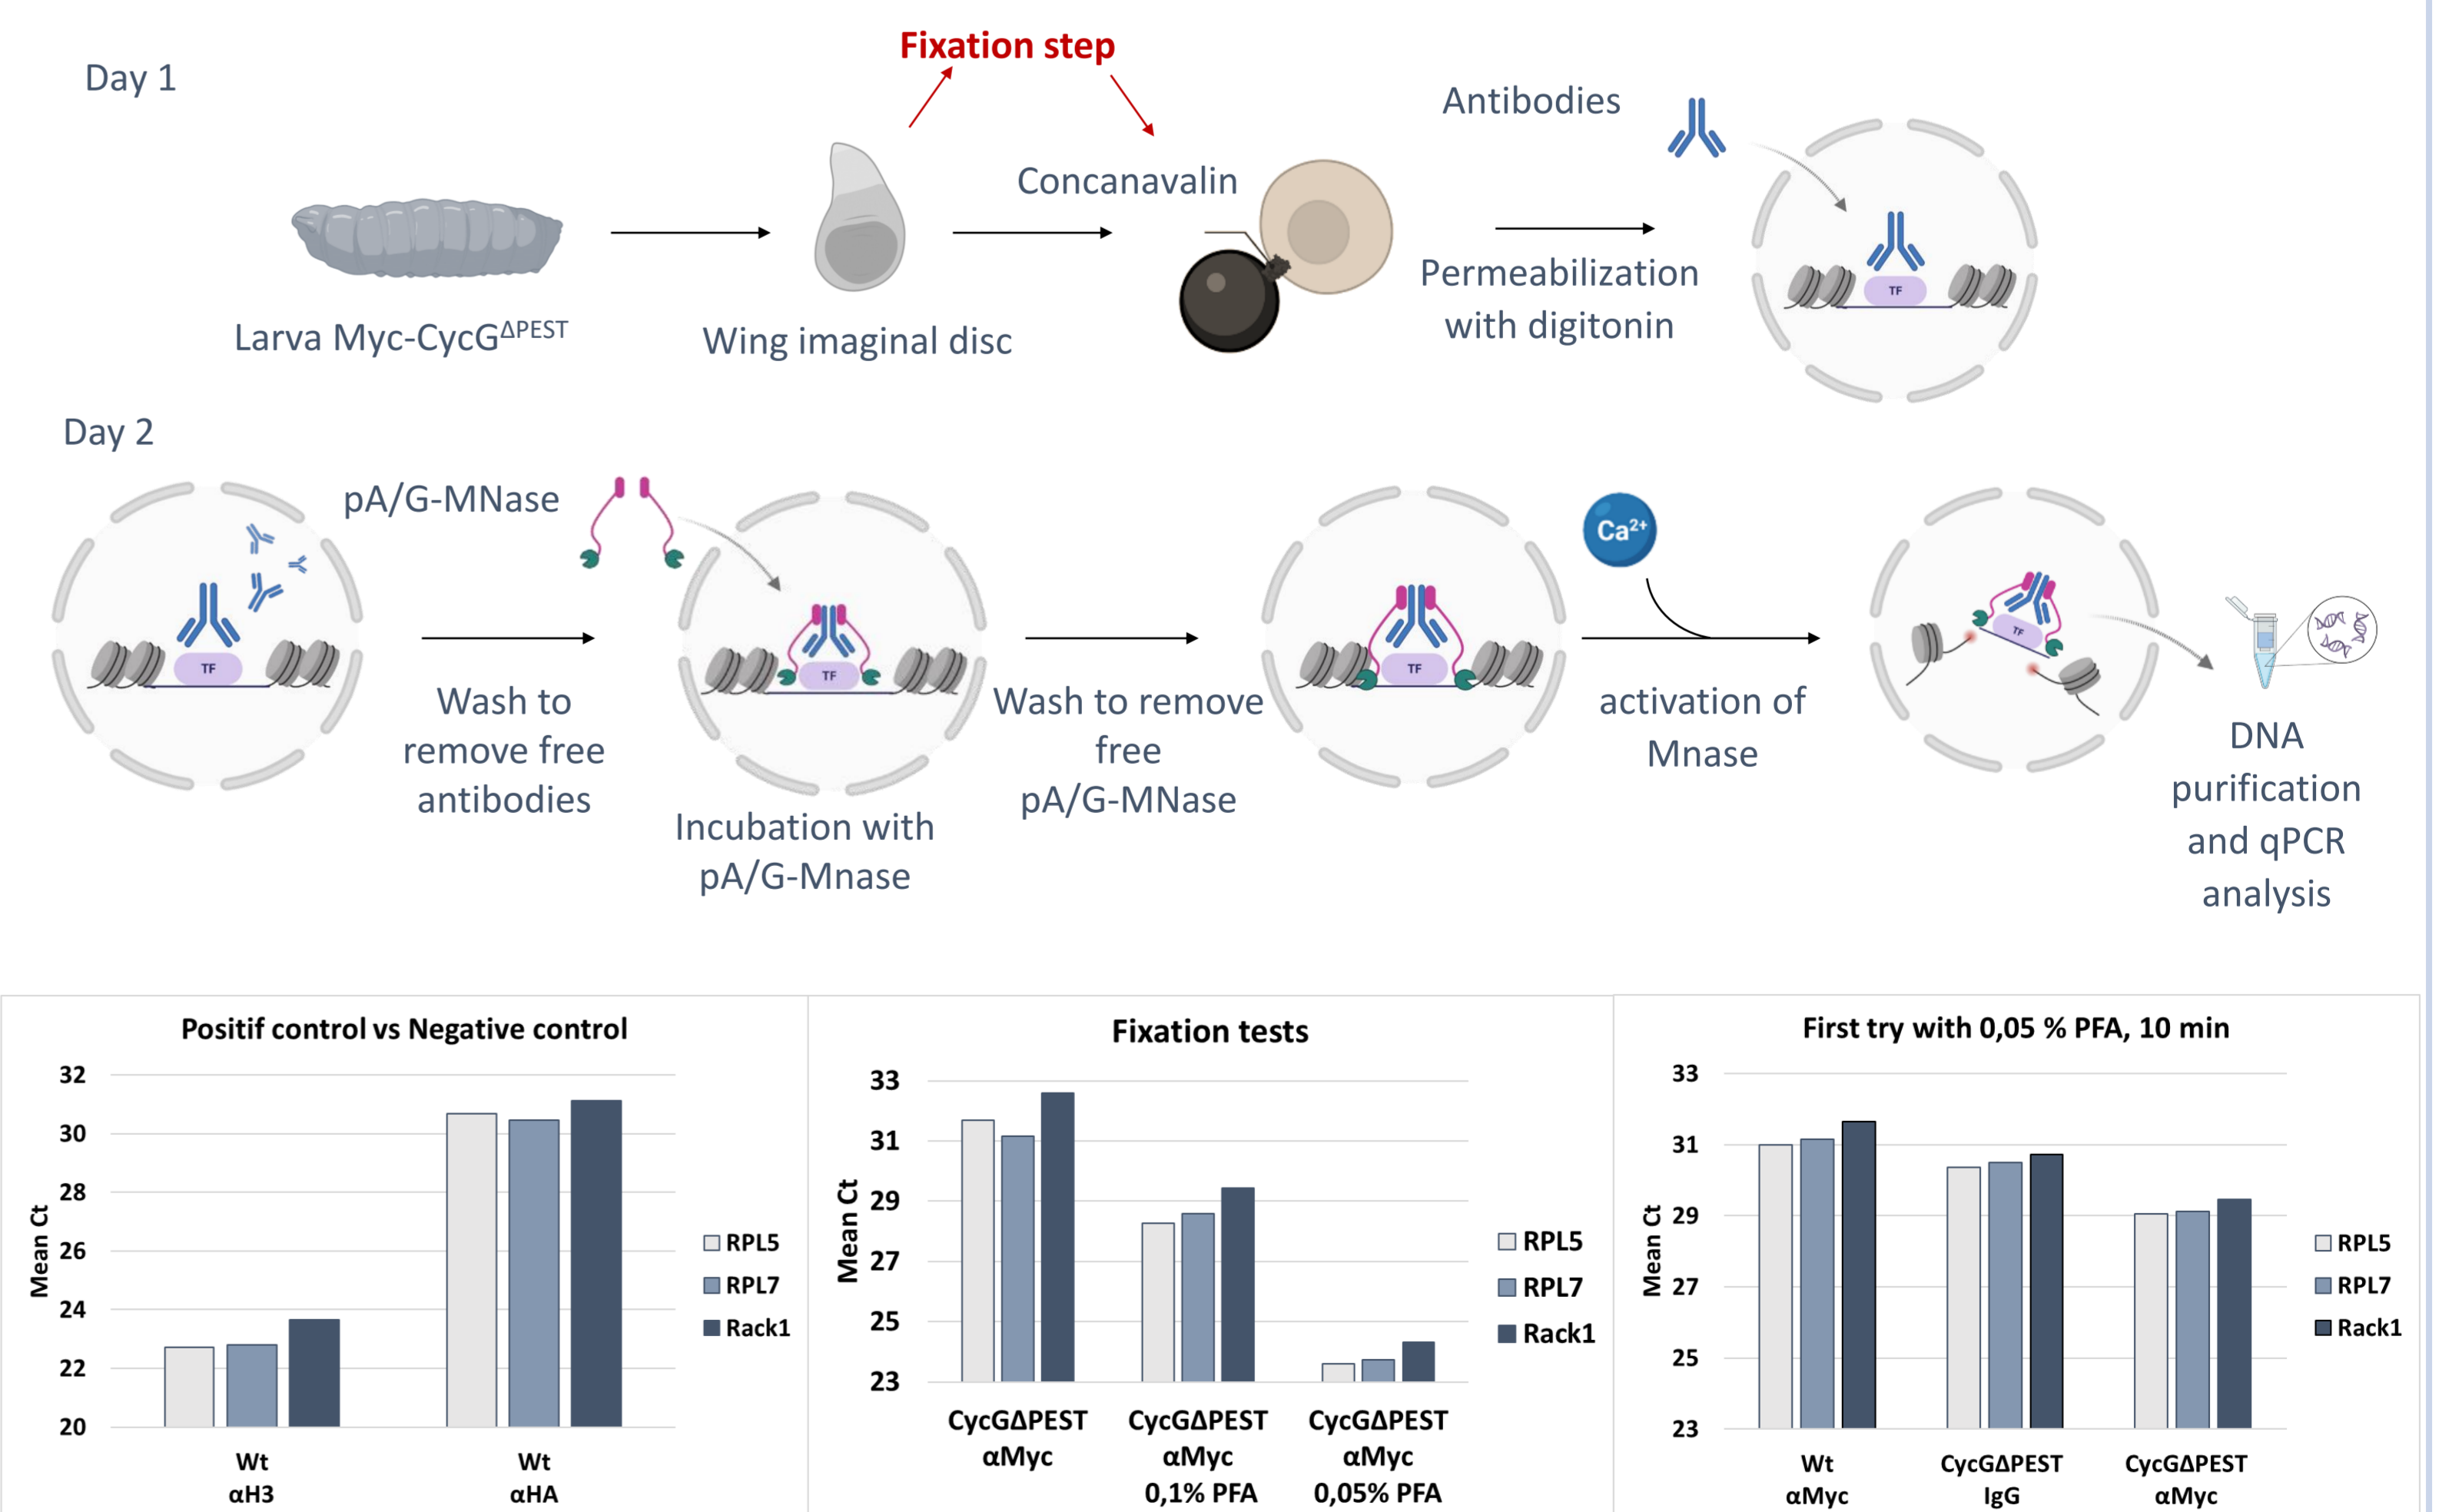 Fixation step
Day 1
Antibodies
Concanavalin
TF
Permeabilization
with digitonin
Larva Myc-CycGΔPEST
Wing imaginal disc
Day 2
pA/G-MNase
Ca2+
TF
TF
TF
TF
Wash to
remove free
antibodies
Incubation with
pA/G-Mnase
Wash to remove
free
pA/G-MNase
activation of
Mnase
DNA
purification
and qPCR
analysis
Positif control vs Negative control
32
30
28
26
24
22
20
Mean Ct
RPL5
RPL7
Rack1
Wt
αH3
Wt
αHA
Fixation tests
33
31
29
27
25
23
Mean Ct
RPL5
RPL7
Rack1
CycGΔPEST
αMyc
CycGΔPEST
αMyc
0,1% PFA
CycGΔPEST
αMyc
0,05% PFA
First try with 0,05 % PFA, 10 min
33
31
29
27
25
23
Mean Ct
RPL5
RPL7
Rack1
Wt
αMyc
CycGΔPEST
IgG
CycGΔPEST
αMyc